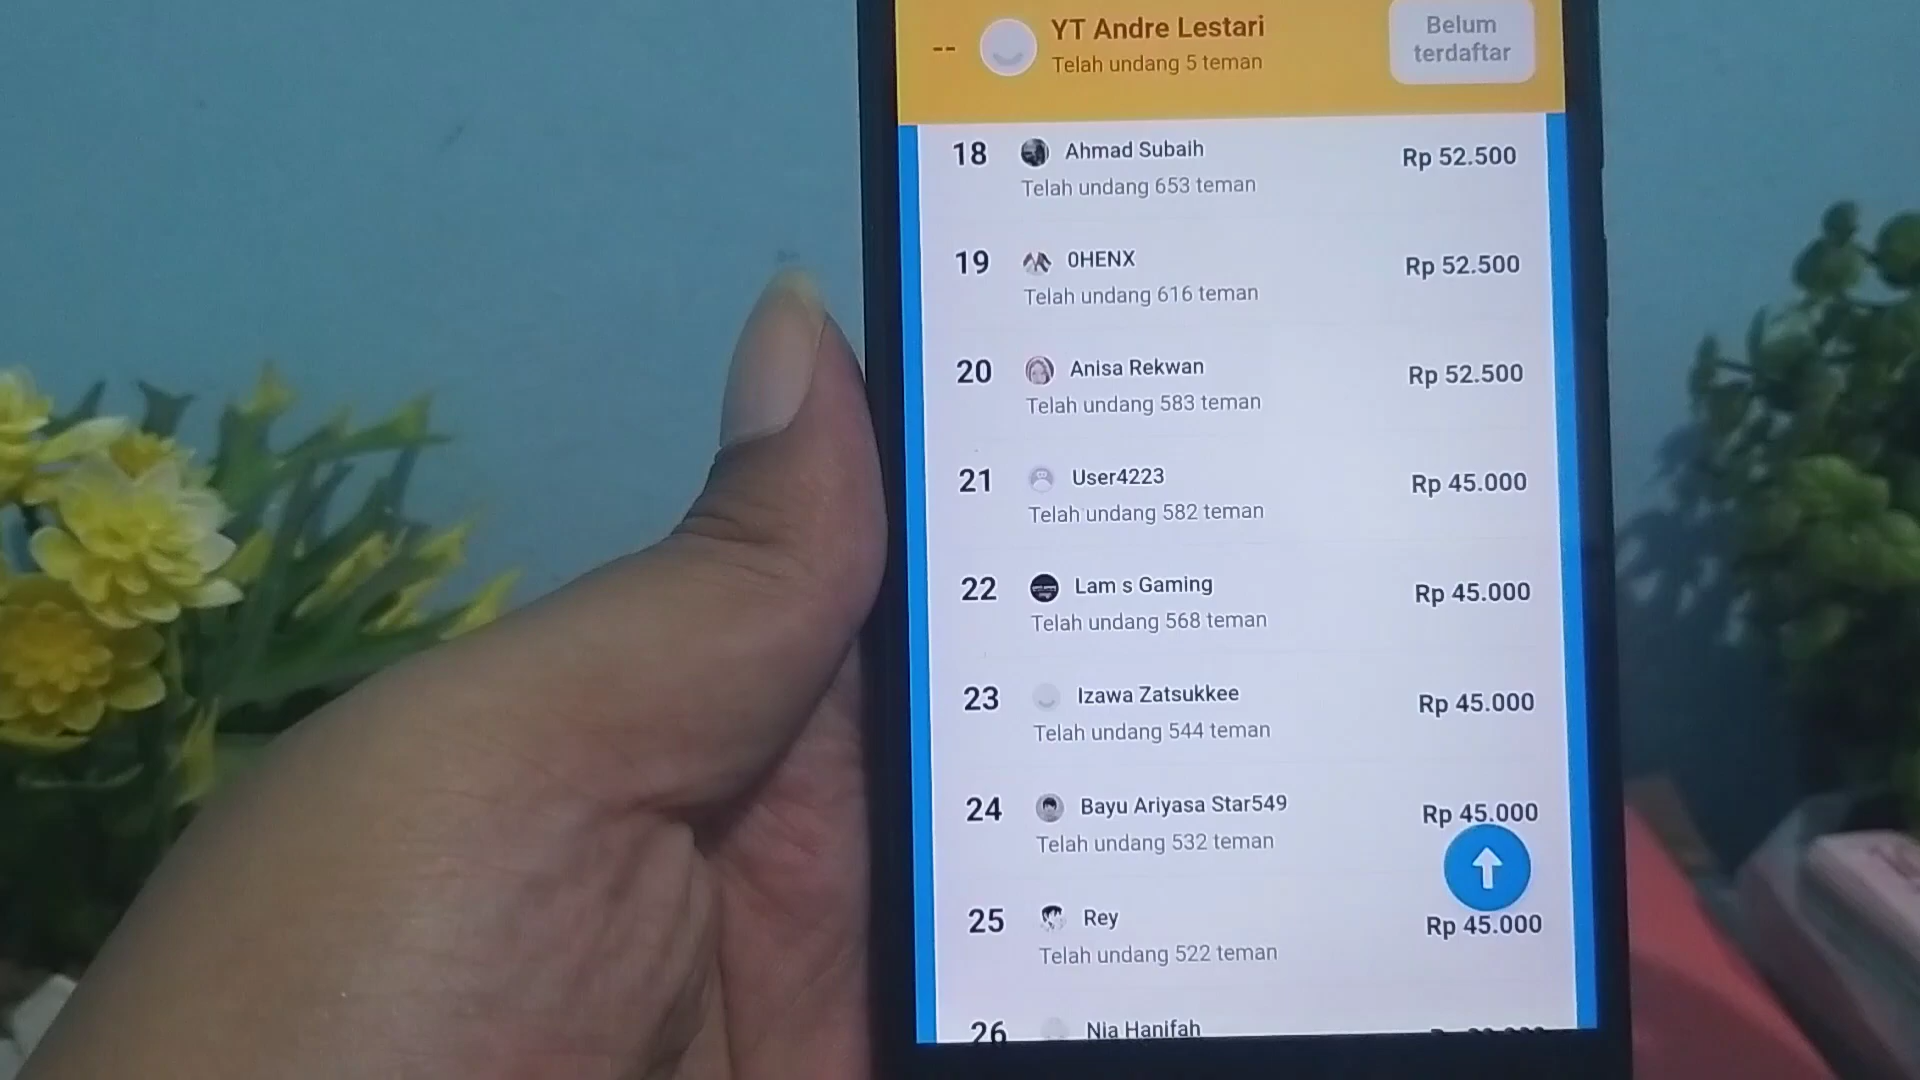 YT Andre Lestari
--
Telah undang 5 teman
Belum
terdaftar
18 Ahmad Subaih Rp 52.500
Telah undang 653 teman
19 0HENX Rp 52.500
Telah undang 616 teman
20 Anisa Rekwan Rp 52.500
Telah undang 583 teman
21 User4223 Rp 45.000
Telah undang 582 teman
22 Lam s Gaming Rp 45.000
Telah undang 568 teman
23 Izawa Zatsukkee Rp 45.000
Telah undang 544 teman
24 Bayu Ariyasa Star549 Rp 45.000
Telah undang 532 teman
25 Rey Rp 45.000
Telah undang 522 teman
26 Nia Hanifah